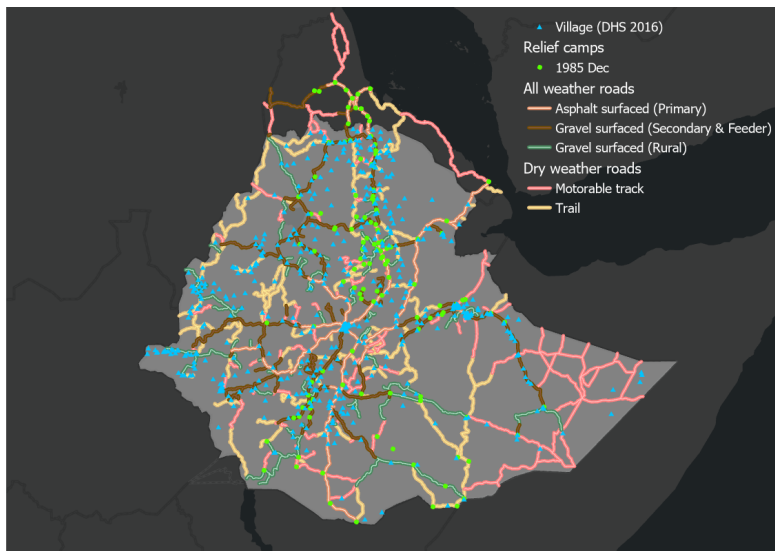 Village (DHS 2016)
Relief camps
1985 Dec
All weather roads
Asphalt surfaced (Primary)
Gravel surfaced (Secondary & Feeder)
Gravel surfaced (Rural)
Dry weather roads
Motorable track
Trail